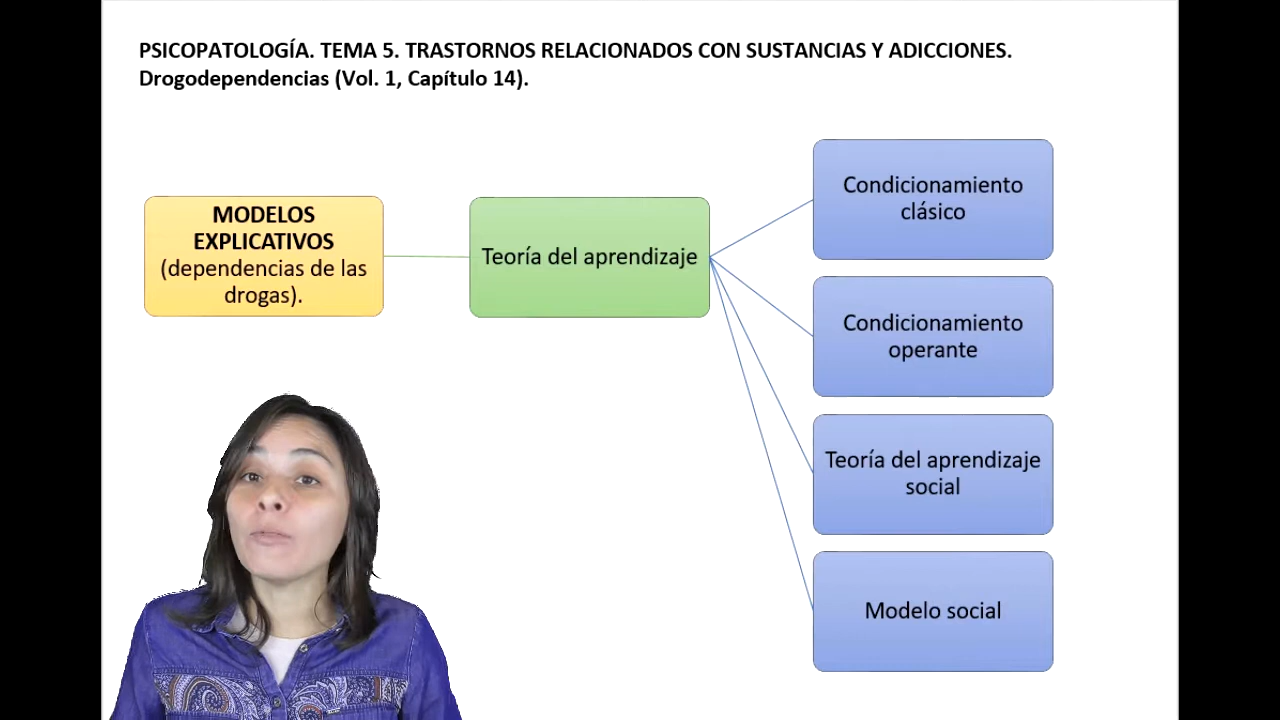 PSICOPATOLOGÍA. TEMA 5. TRASTORNOS RELACIONADOS CON SUSTANCIAS Y ADICCIONES.
Drogodependencias (Vol. 1, Capítulo 14).
MODELOS
EXPLICATIVOS
(dependencias de las
drogas).
Teoría del aprendizaje
Condicionamiento
clásico
Condicionamiento
operante
Teoría del aprendizaje
social
Modelo social